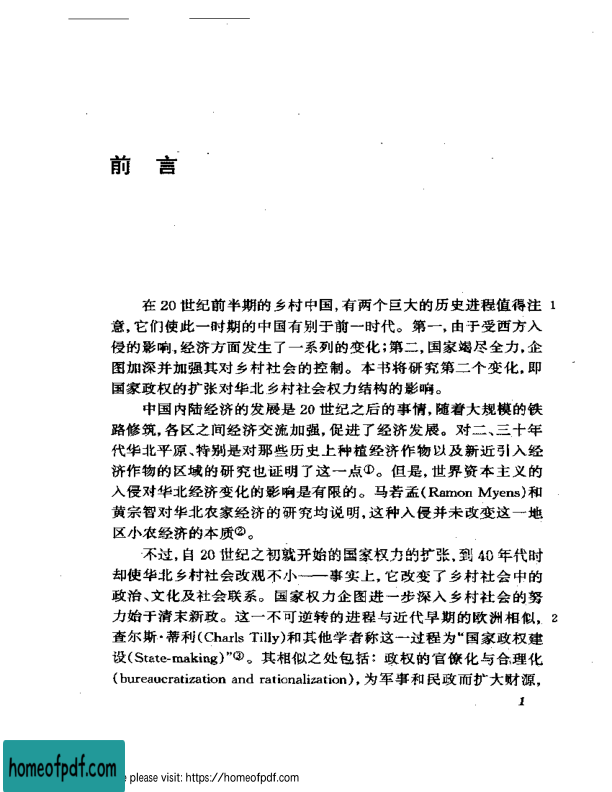 前 言
在 20 世纪前半期的乡村中国，有两个巨大的历史进程值得注 1
意，它们使此一时期的中国有别于前一时代。第一，由于受西方入
侵的影响，经济方面发生了一系列的变化；第二，国家竭尽全力，企
图加深并加强其对乡村社会的控制。本书将研究第二个变化，即
国家政权的扩张对华北乡村社会权力结构的影响。
中国内陆经济的发展是 20 世纪之后的事情，随着大规模的铁
路修筑，各区之间经济交流加强，促进了经济发展。对二、三十年
代华北平原、特别是对那些历史上种植经济作物以及新近引入经
济作物的区域的研究也证明了这一点①。但是，世界资本主义的
入侵对华北经济变化的影响是有限的。马若孟(Ramon Myens)和
黄宗智对华北农家经济的研究均说明，这种入侵并未改变这一地
区小农经济的本质②。
不过，自 20 世纪之初就开始的国家权力的扩张，到 40 年代时
却使华北乡村社会改观不小——事实上，它改变了乡村社会中的
政治、文化及社会联系。国家权力企图进一步深入乡村社会的努
力始于清末新政。这一不可逆转的进程与近代早期的欧洲相似， 2
查尔斯·蒂利(Charls Tilly)和其他学者称这一过程为“国家政权建
设(State-making)”③。其相似之处包括：政权的官僚化与合理化
(bureaucratization and rationalization)，为军事和民政而扩大财源，
1
homeofpdf.com
e please visit: https://homeofpdf.com